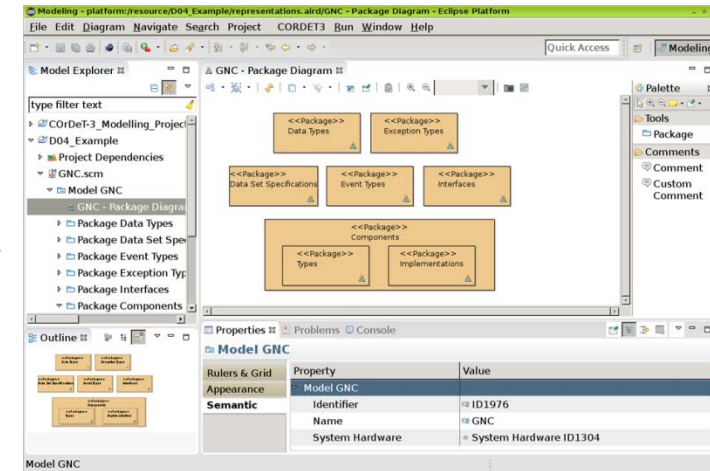 Modeling - platform:/resource/D04_Example/representations.aird/GNC - Package Diagram - Eclipse Platform
File Edit Diagram Navigate Search Project CORDET3 Run Window Help
Quick Access
Modeling
Model Explorer
type filter text
COrDeT-3_Modelling_Project
D04_Example
Project Dependencies
GNC.scm
Model GNC
GNC - Package Diagra
Package Data Types
Package Data Set Spe
Package Event Types
Package Exception Typ
Package Interfaces
Package Components
GNC - Package Diagram
<<Package>>
Data Types
<<Package>>
Exception Types
<<Package>>
Data Set Specifications
<<Package>>
Event Types
<<Package>>
Interfaces
<<Package>>
Components
<<Package>>
Types
<<Package>>
Implementations
Palette
Tools
Package
Comments
Comment
Custom
Comment
Outline
Properties Problems Console
Model GNC
Rulers & Grid
Appearance
Semantic
Property Value
Model GNC
Identifier ID1976
Name GNC
System Hardware System Hardware ID1304
Model GNC